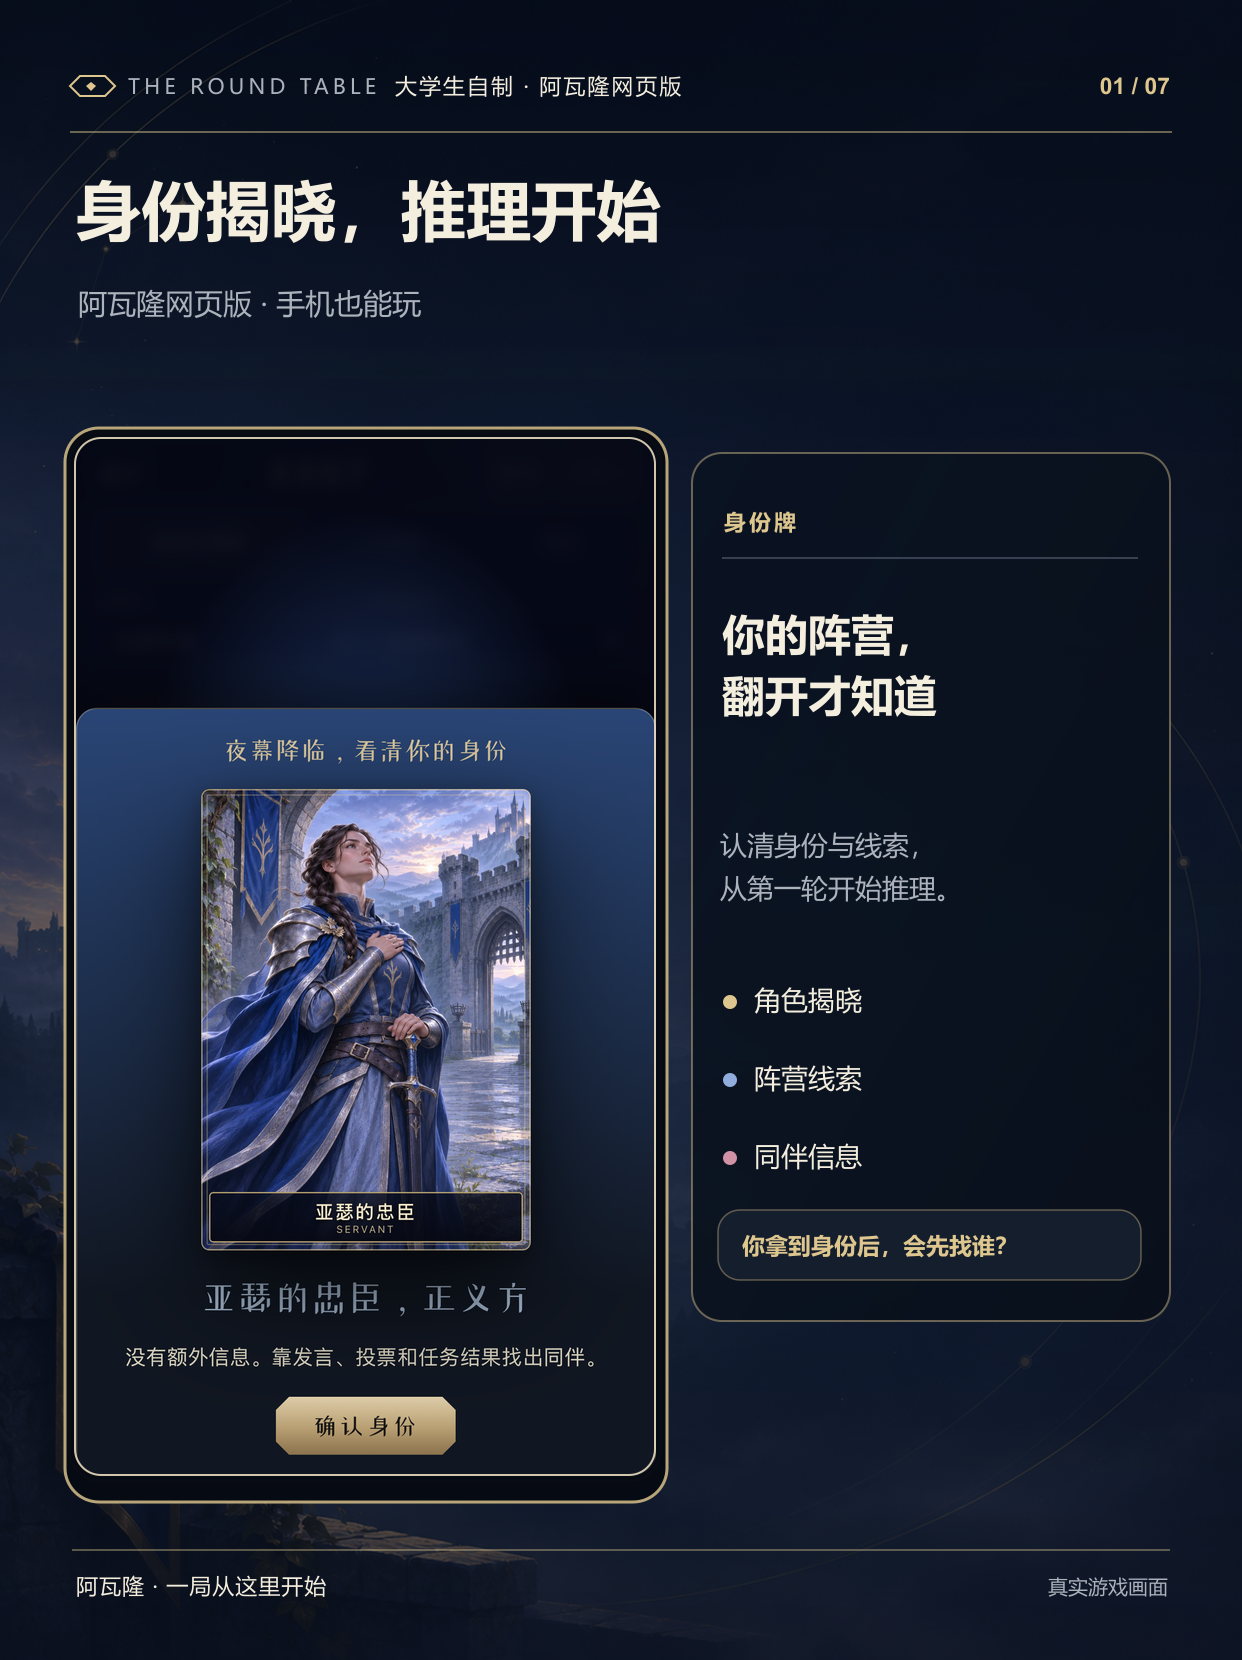 THE ROUND TABLE 大学生自制 · 阿瓦隆网页版
01 / 07
身份揭晓，推理开始
阿瓦隆网页版 · 手机也能玩
夜幕降临，看清你的身份
亚瑟的忠臣
SERVANT
亚瑟的忠臣，正义方
没有额外信息。靠发言、投票和任务结果找出同伴。
确认身份
身份牌
你的阵营，
翻开才知道
认清身份与线索，
从第一轮开始推理。
角色揭晓
阵营线索
同伴信息
你拿到身份后，会先找谁？
阿瓦隆 · 一局从这里开始
真实游戏画面